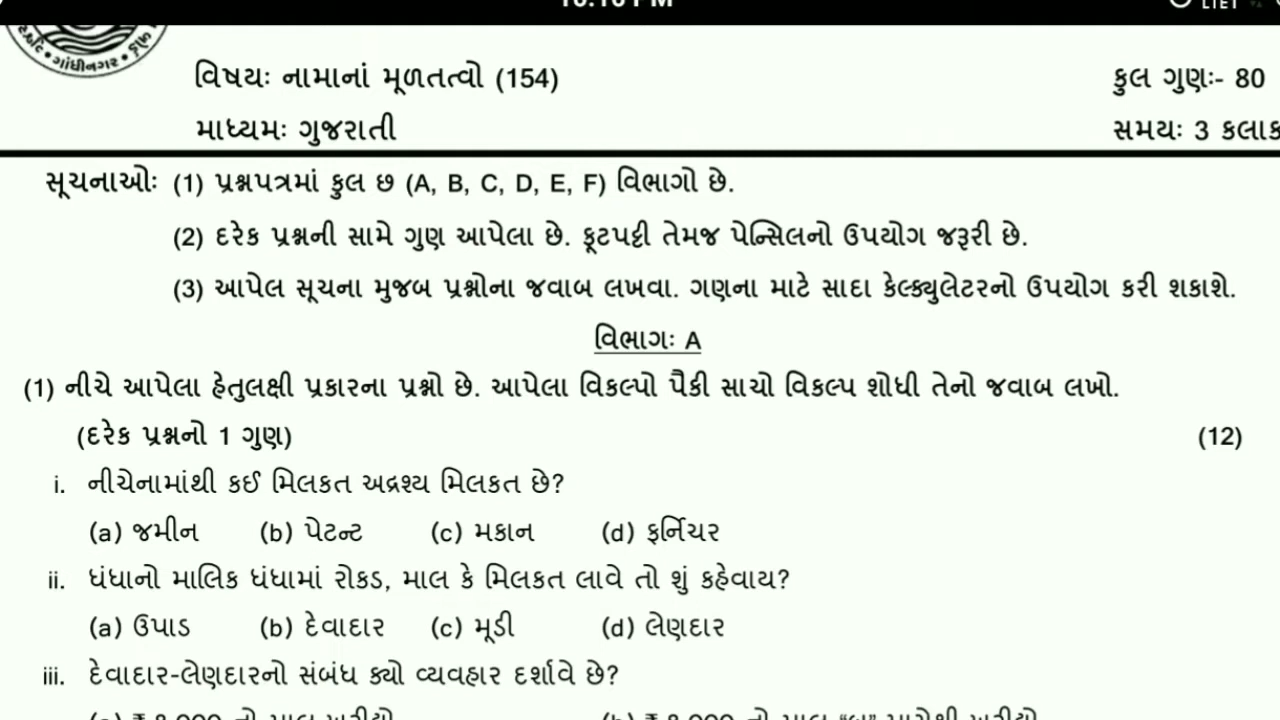 ગાંધીનગર
વિષયઃ નામાનાં મૂળતત્વો (154)
કુલ ગુણઃ- 80
માધ્યમઃ ગુજરાતી
સમયઃ 3 કલાક
સૂચનાઓઃ (1) પ્રશ્નપત્રમાં કુલ છ (A, B, C, D, E, F) વિભાગો છે.
(2) દરેક પ્રશ્નની સામે ગુણ આપેલા છે. ફૂટપટ્ટી તેમજ પેન્સિલનો ઉપયોગ જરૂરી છે.
(3) આપેલ સૂચના મુજબ પ્રશ્નોના જવાબ લખવા. ગણના માટે સાદા કેલ્ક્યુલેટરનો ઉપયોગ કરી શકાશે.
વિભાગઃ A
(1) નીચે આપેલા હેતુલક્ષી પ્રકારના પ્રશ્નો છે. આપેલા વિકલ્પો પૈકી સાચો વિકલ્પ શોધી તેનો જવાબ લખો.
(દરેક પ્રશ્નનો 1 ગુણ) (12)
i. નીચેનામાંથી કઈ મિલકત અદ્રશ્ય મિલકત છે?
(a) જમીન (b) પેટન્ટ (c) મકાન (d) ફર્નિચર
ii. ધંધાનો માલિક ધંધામાં રોકડ, માલ કે મિલકત લાવે તો શું કહેવાય?
(a) ઉપાડ (b) દેવાદાર (c) મૂડી (d) લેણદાર
iii. દેવાદાર-લેણદારનો સંબંધ ક્યો વ્યવહાર દર્શાવે છે?